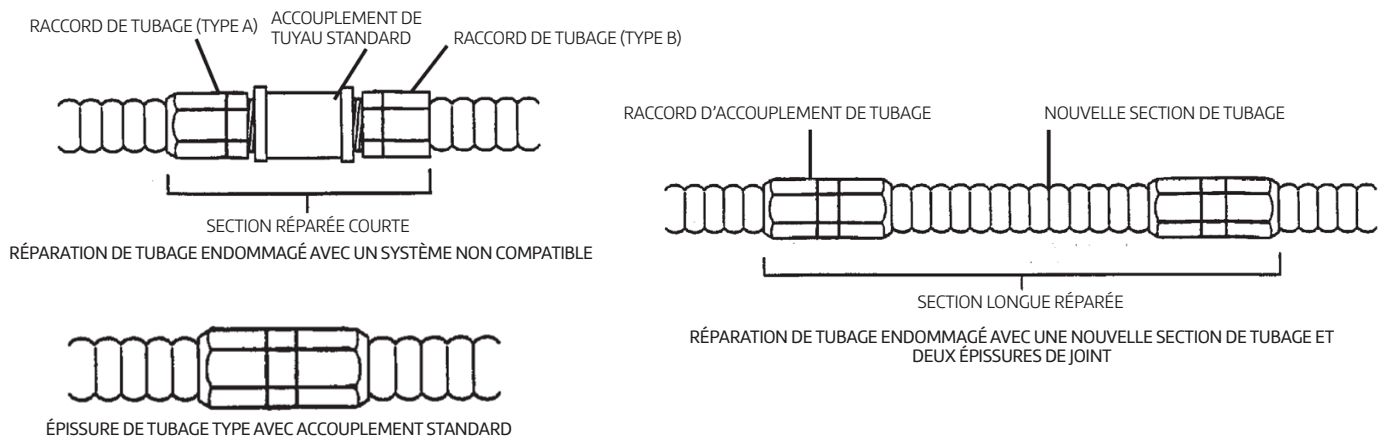 RACCORD DE TUBAGE (TYPE A)
ACCOUPLEMENT DE
TUYAU STANDARD
RACCORD DE TUBAGE (TYPE B)
SECTION RÉPARÉE COURTE
RÉPARATION DE TUBAGE ENDOMMAGÉ AVEC UN SYSTÈME NON COMPATIBLE
ÉPISSURE DE TUBAGE TYPE AVEC ACCOUPLEMENT STANDARD
RACCORD D’ACCOUPLEMENT DE TUBAGE
NOUVELLE SECTION DE TUBAGE
SECTION LONGUE RÉPARÉE
RÉPARATION DE TUBAGE ENDOMMAGÉ AVEC UNE NOUVELLE SECTION DE TUBAGE ET
DEUX ÉPISSURES DE JOINT